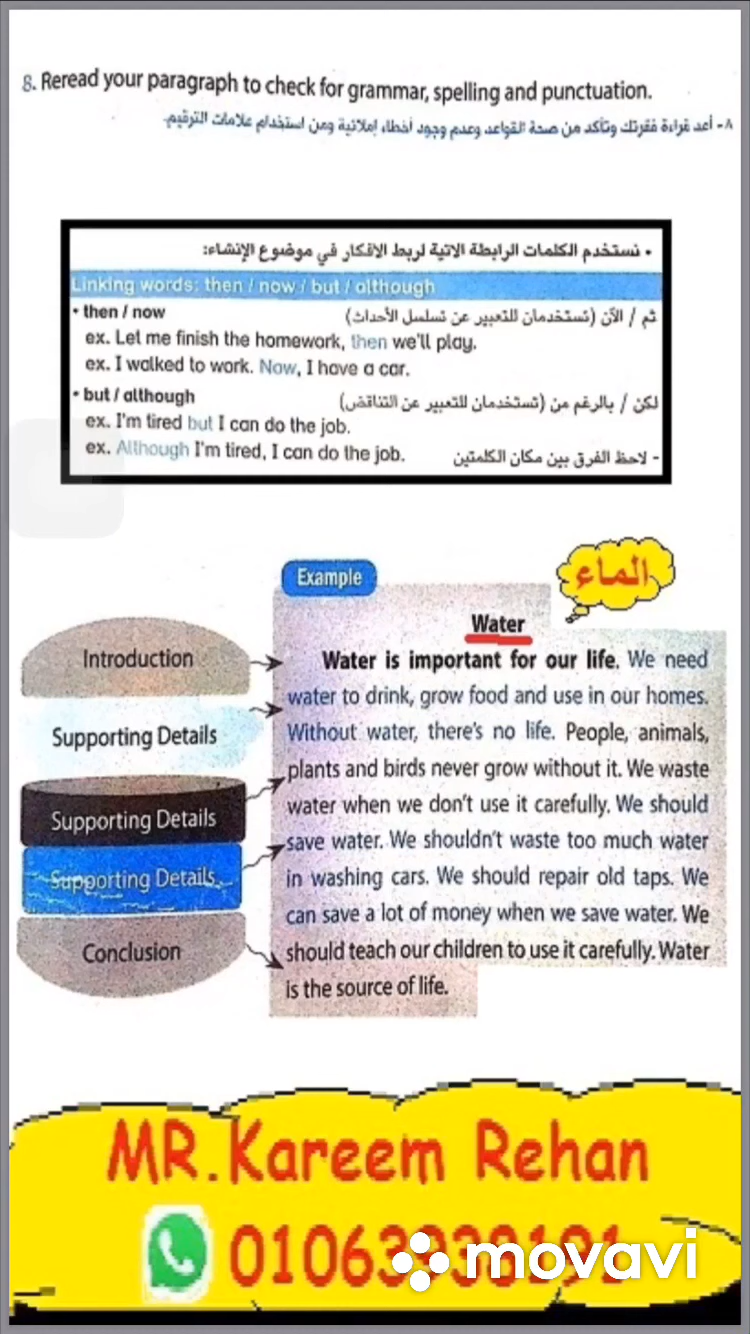 8. Reread your paragraph to check for grammar, spelling and punctuation.
٨- أعد قراءة فقرتك وتأكد من صحة القواعد وعدم وجود أخطاء إملائية ومن استخدام علامات الترقيم.
• نستخدم الكلمات الرابطة الاتية لربط الافكار في موضوع الإنشاء:
Linking words: then / now / but / although
• then / now ثم / الآن (تستخدمان للتعبير عن تسلسل الأحداث)
ex. Let me finish the homework, then we'll play.
ex. I walked to work. Now, I have a car.
• but / although لكن / بالرغم من (تستخدمان للتعبير عن التناقض)
ex. I'm tired but I can do the job.
ex. Although I'm tired, I can do the job. - لاحظ الفرق بين مكان الكلمتين
Example
الماء
Water
Introduction
Supporting Details
Supporting Details
Supporting Details
Conclusion
Water is important for our life. We need
water to drink, grow food and use in our homes.
Without water, there's no life. People, animals,
plants and birds never grow without it. We waste
water when we don't use it carefully. We should
save water. We shouldn't waste too much water
in washing cars. We should repair old taps. We
can save a lot of money when we save water. We
should teach our children to use it carefully. Water
is the source of life.
MR.Kareem Rehan
movavi